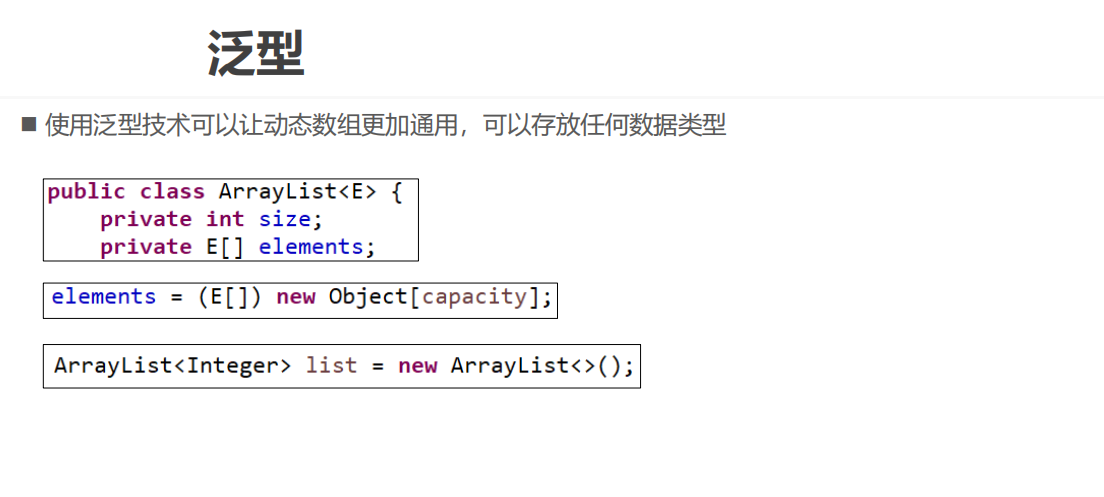 泛型
使用泛型技术可以让动态数组更加通用，可以存放任何数据类型
public class ArrayList<E> {
private int size;
private E[] elements;
elements = (E[]) new Object[capacity];
ArrayList<Integer> list = new ArrayList<>();